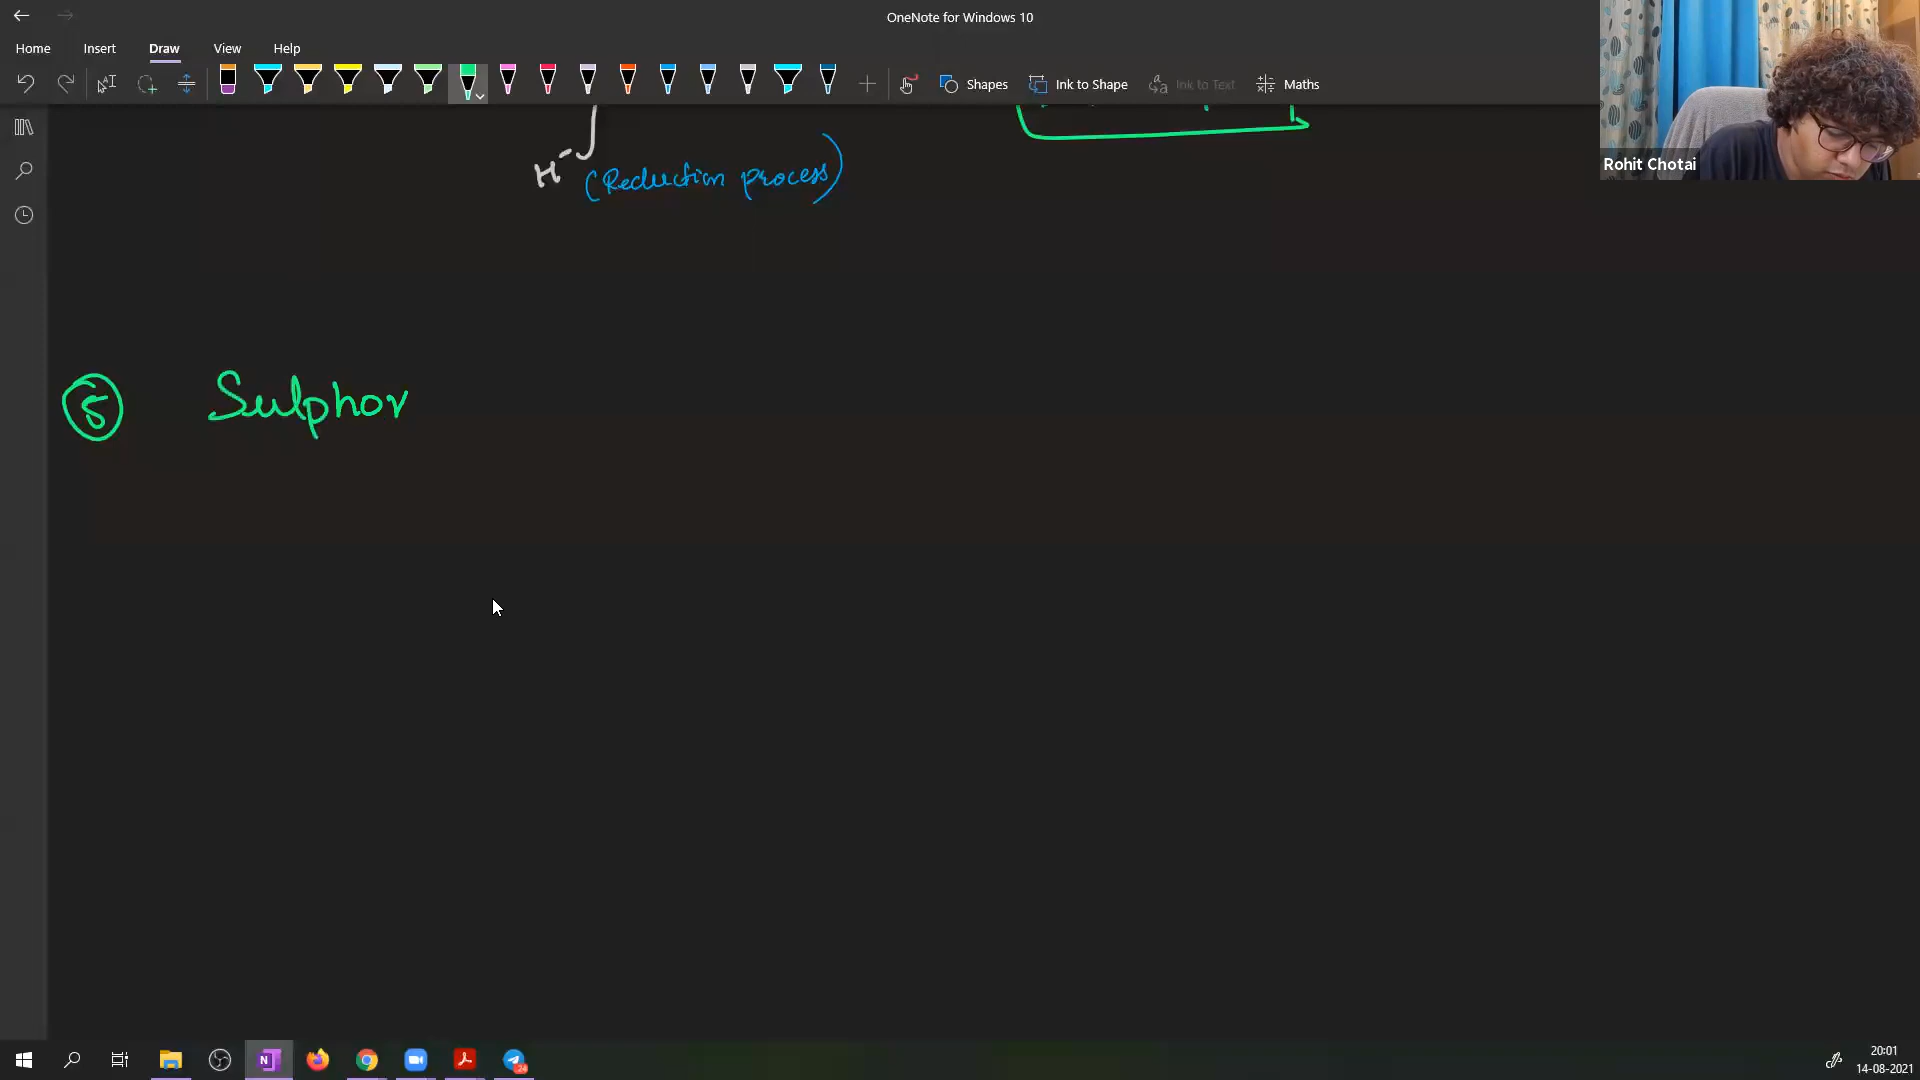 OneNote for Windows 10
Home Insert Draw View Help
Shapes Ink to Shape Ink to Text Maths
Rohit Chotai
H⁻ (Reduction process)
⑤ Sulphor
N
24
20:01
14-08-2021